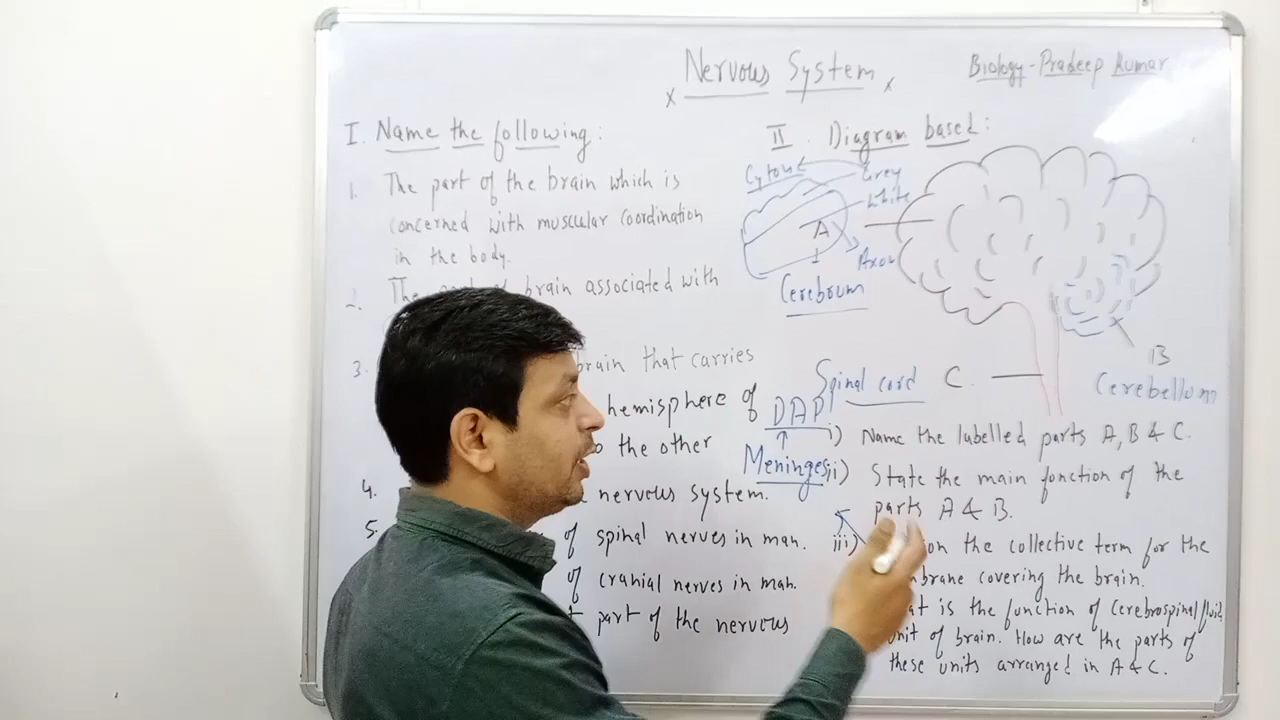 Nervous System
Biology - Pradeep Kumar
I. Name the following:
1. The part of the brain which is
concerned with muscular coordination
in the body.
2. The brain associated with
3. brain that carries
hemisphere of
the other
4. nervous system.
5. of spinal nerves in man.
of cranial nerves in man.
part of the nervous
II. Diagram based:
Cyton
Grey
White
A
Axon
Cerebrum
B
Cerebellum
Spinal cord C.
DAP
Meninges
i) Name the labelled parts A, B & C.
ii) State the main function of the
parts A & B.
iii) the collective term for the
covering the brain.
is the function of Cerebrospinal fluid
unit of brain. How are the parts of
these units arranged in A & C.